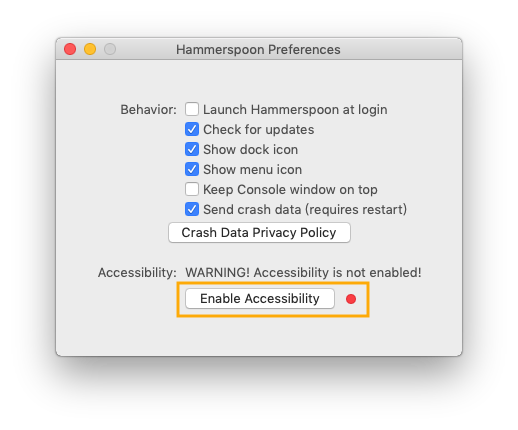 Hammerspoon Preferences
Behavior: Launch Hammerspoon at login
Check for updates
Show dock icon
Show menu icon
Keep Console window on top
Send crash data (requires restart)
Crash Data Privacy Policy
Accessibility: WARNING! Accessibility is not enabled!
Enable Accessibility